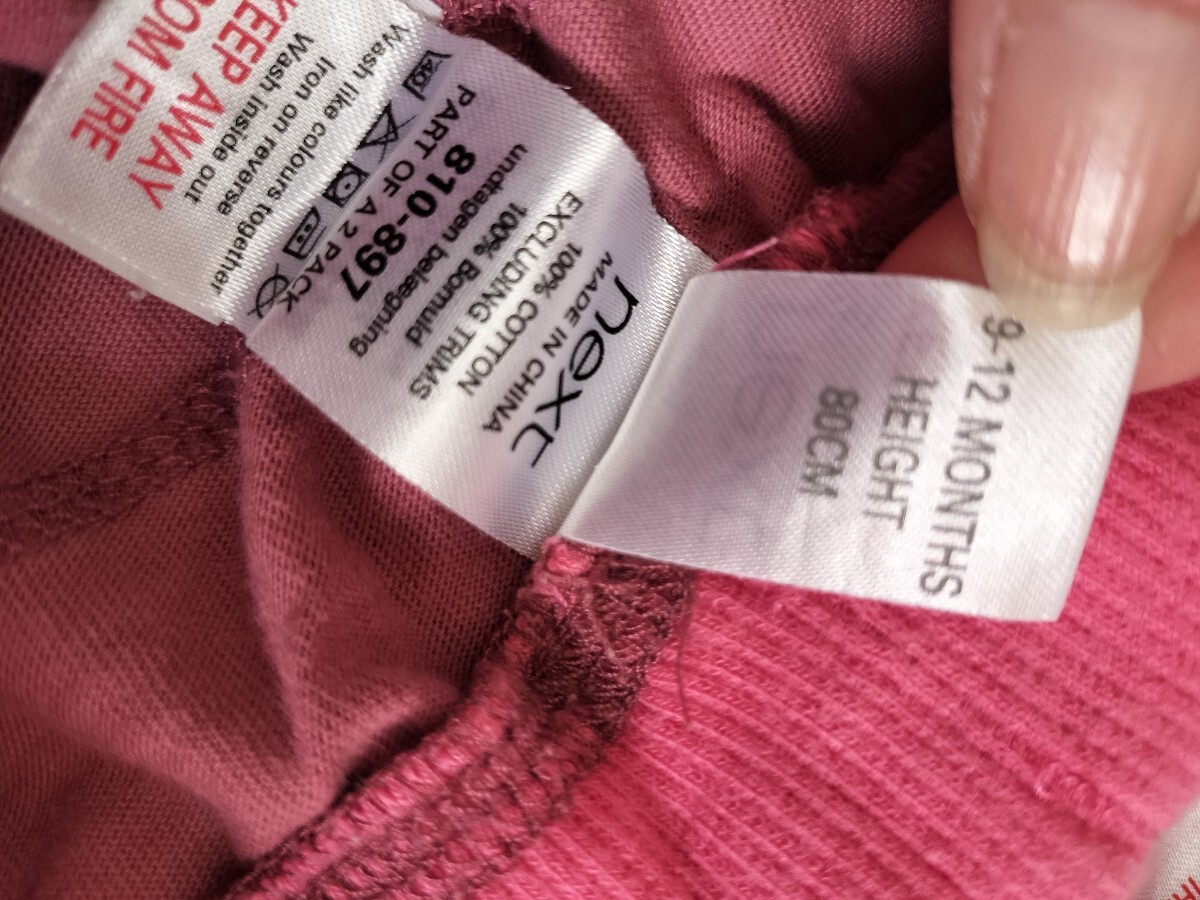 next
MADE IN CHINA
100% COTTON
EXCLUDING TRIMS
100% Bomuld
undtagen belægning
810-897
PART OF A 2 PACK
40
Wash like colours together
Iron on reverse
Wash inside out
KEEP AWAY
FROM FIRE
9-12 MONTHS
HEIGHT
80CM